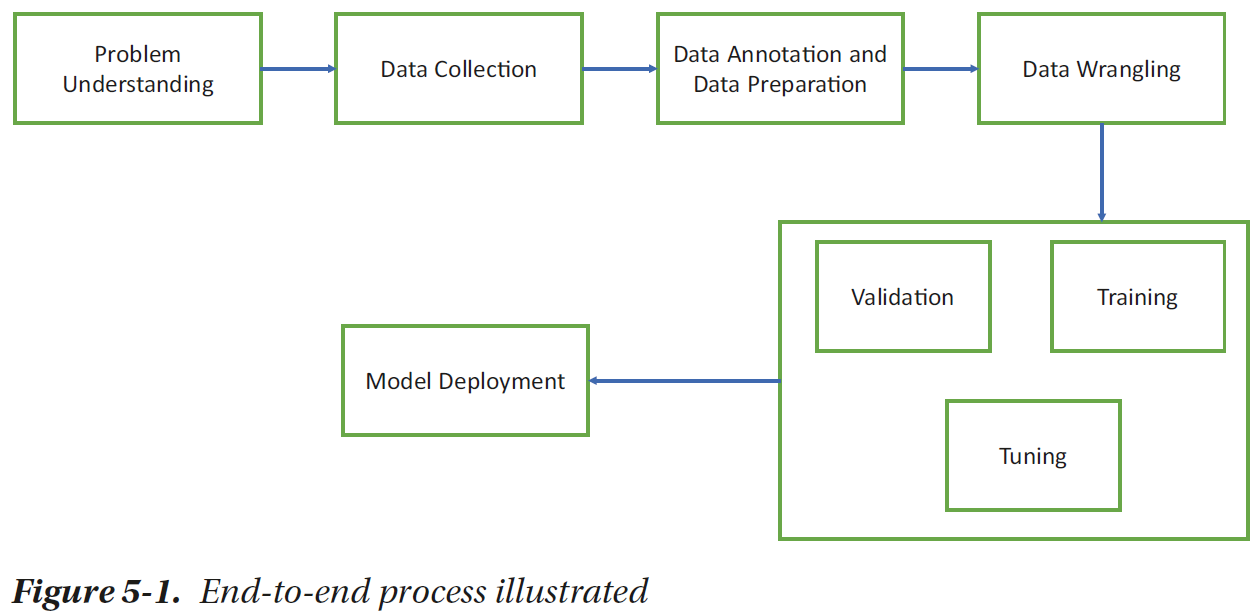 Problem
Understanding
Data Collection
Data Annotation and
Data Preparation
Data Wrangling
Validation
Training
Model Deployment
Tuning
Figure 5-1. End-to-end process illustrated